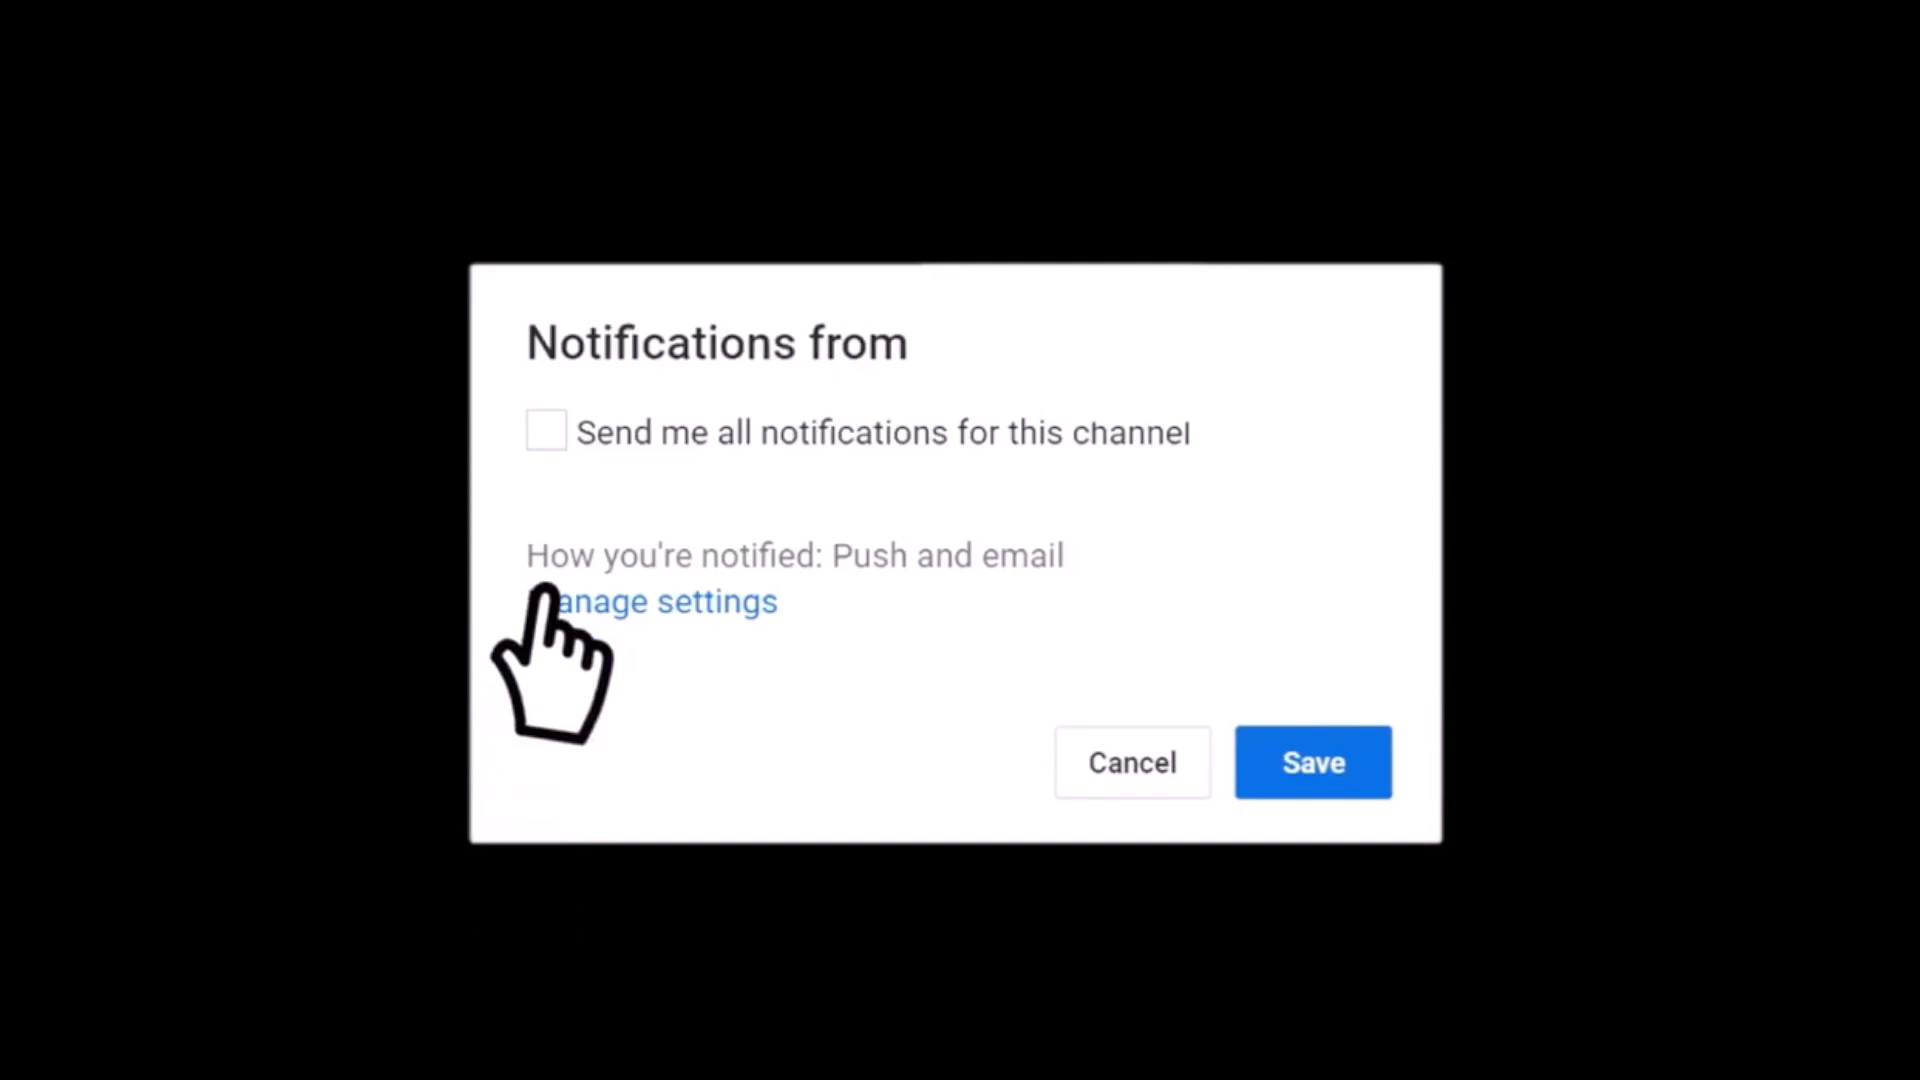 Notifications from
Send me all notifications for this channel
How you're notified: Push and email
anage settings
Cancel
Save